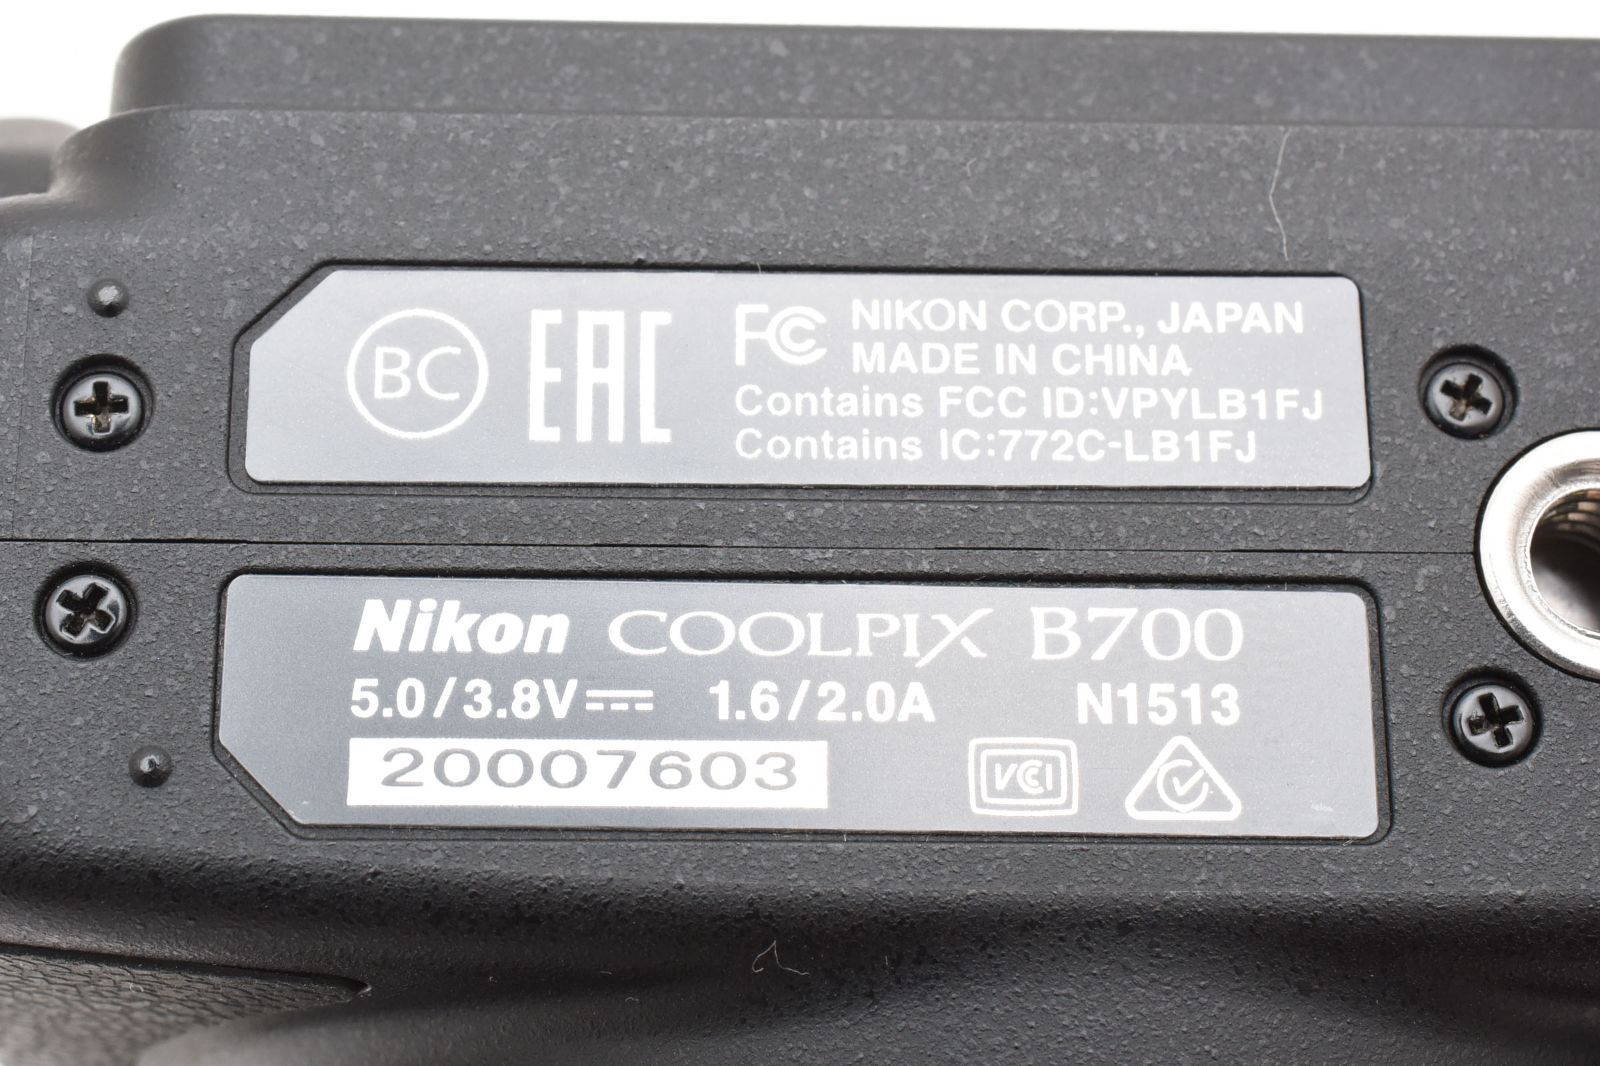 BC EAC FC NIKON CORP., JAPAN
MADE IN CHINA
Contains FCC ID:VPYLB1FJ
Contains IC:772C-LB1FJ
Nikon COOLPIX B700
5.0/3.8V⎓ 1.6/2.0A N1513
20007603 VCCI